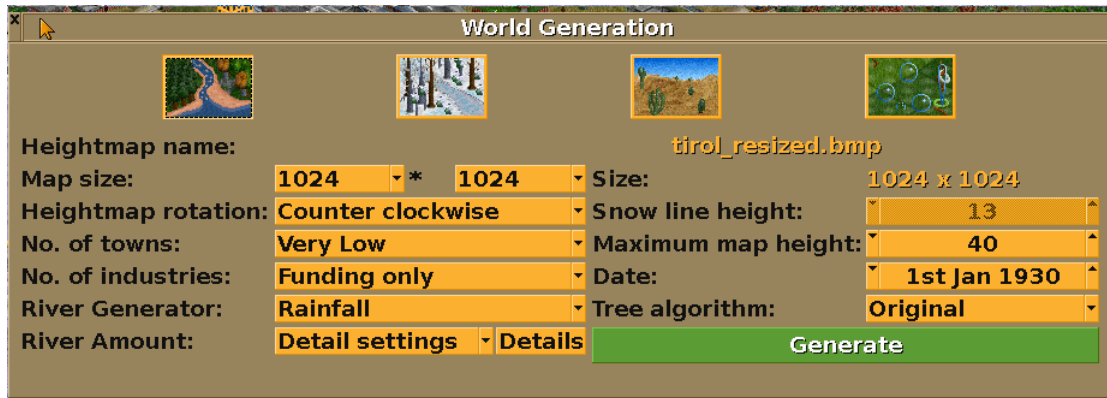 World Generation
Heightmap name: tirol_resized.bmp
Map size: 1024 * 1024 Size: 1024 x 1024
Heightmap rotation: Counter clockwise Snow line height: 13
No. of towns: Very Low Maximum map height: 40
No. of industries: Funding only Date: 1st Jan 1930
River Generator: Rainfall Tree algorithm: Original
River Amount: Detail settings Details Generate